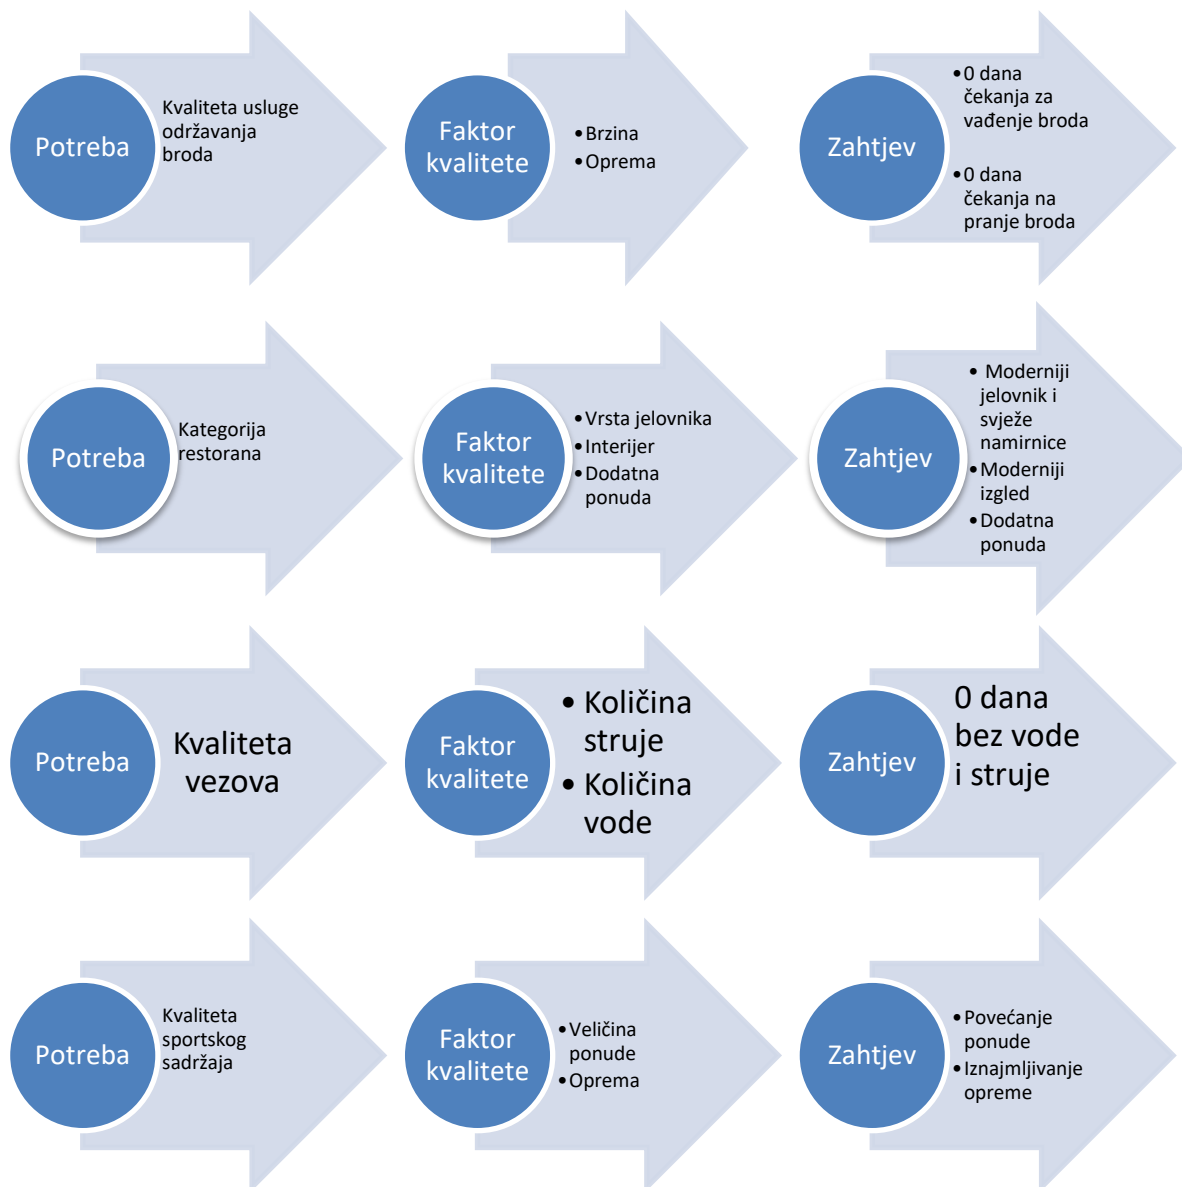 Potreba
Kvaliteta usluge
održavanja
broda
Faktor
kvalitete
•Brzina
•Oprema
Zahtjev
•0 dana
čekanja za
vađenje broda
•0 dana
čekanja na
pranje broda
Potreba
Kategorija
restorana
Faktor
kvalitete
•Vrsta jelovnika
•Interijer
•Dodatna
ponuda
Zahtjev
• Moderniji
jelovnik i
svježe
namirnice
•Moderniji
izgled
•Dodatna
ponuda
Potreba
Kvaliteta
vezova
Faktor
kvalitete
• Količina
struje
• Količina
vode
Zahtjev
0 dana
bez vode
i struje
Potreba
Kvaliteta
sportskog
sadržaja
Faktor
kvalitete
•Veličina
ponude
•Oprema
Zahtjev
•Povećanje
ponude
•Iznajmljivanje
opreme